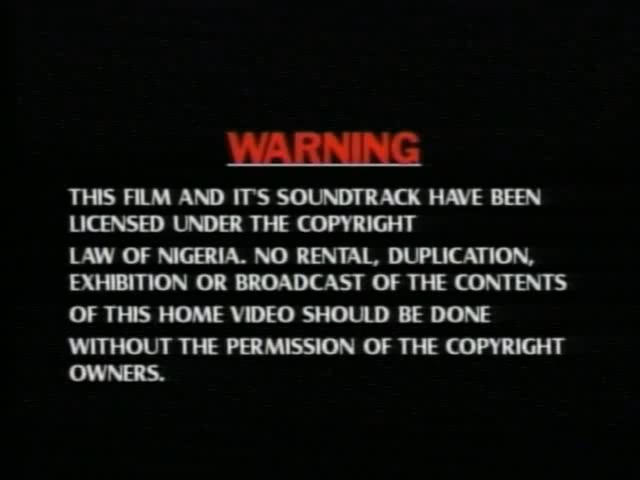 WARNING
THIS FILM AND IT'S SOUNDTRACK HAVE BEEN
LICENSED UNDER THE COPYRIGHT
LAW OF NIGERIA. NO RENTAL, DUPLICATION,
EXHIBITION OR BROADCAST OF THE CONTENTS
OF THIS HOME VIDEO SHOULD BE DONE
WITHOUT THE PERMISSION OF THE COPYRIGHT
OWNERS.